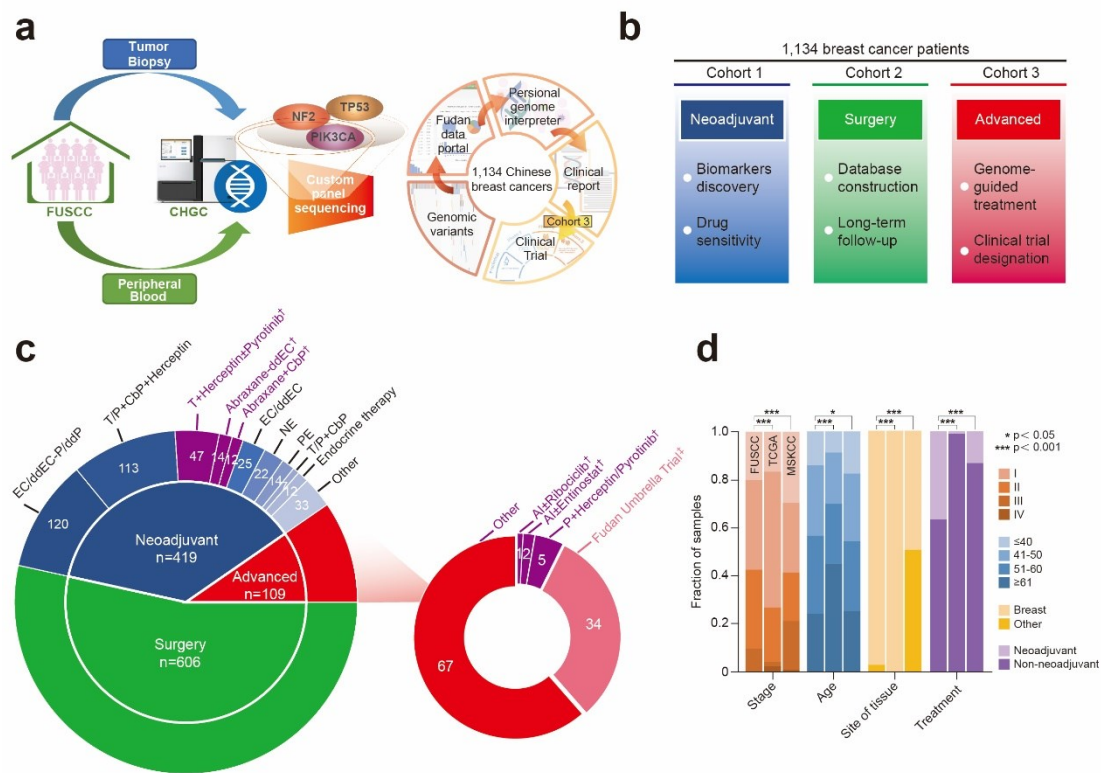 a
Tumor
Biopsy
FUSCC
CHGC
Peripheral
Blood
NF2
TP53
PIK3CA
Custom
panel
sequencing
Fudan
data
portal
Persional
genome
interpreter
1,134 Chinese
breast cancers
Clinical
report
Genomic
variants
Cohort 3
Clinical
Trial
b
1,134 breast cancer patients
Cohort 1
Cohort 2
Cohort 3
Neoadjuvant
Surgery
Advanced
Biomarkers
discovery
Drug
sensitivity
Database
construction
Long-term
follow-up
Genome-
guided
treatment
Clinical trial
designation
c
EC/ddEC-P/ddP
T/P+CbP+Herceptin
T+Herceptin±Pyrotinib†
Abraxane-ddEC†
Abraxane+CbP†
EC/ddEC
NE
PE
T/P+CbP
Endocrine therapy
Other
120
113
47
14
12
25
22
14
12
33
Neoadjuvant
n=419
Advanced
n=109
Surgery
n=606
Other
AI±Ribociinib†
AI±Entinostat†
P+Herceptin/Pyrotinib†
Fudan Umbrella Trial‡
1
2
5
34
67
d
*** *** * *** *** *** *** ***
* p< 0.05
*** p< 0.001
FUSCC
TCGA
MSKCC
Fraction of samples
1.0
0.8
0.6
0.4
0.2
0
Stage
Age
Site of tissue
Treatment
I
II
III
IV
≤40
41-50
51-60
≥61
Breast
Other
Neoadjuvant
Non-neoadjuvant